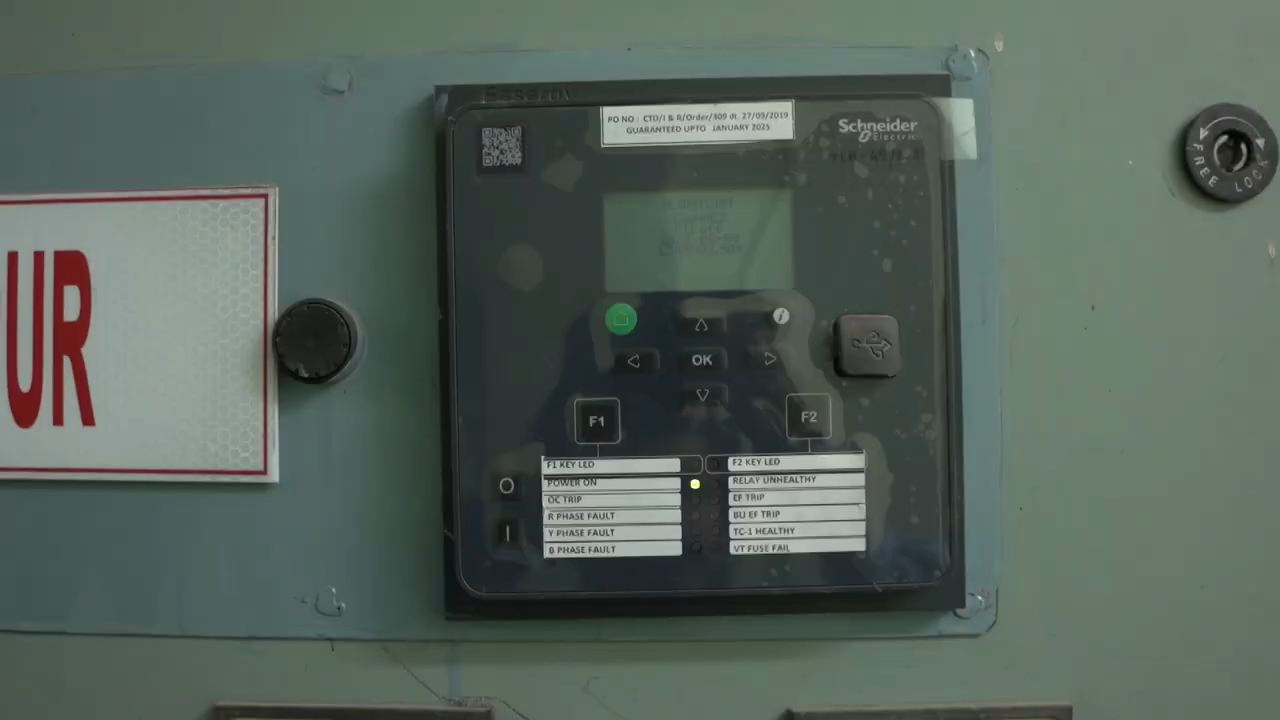 PO NO : CTD/I & R/Order/309 dt. 27/09/2019
GUARANTEED UPTO JANUARY 2025
Schneider
Electric
UR
FREE LOCK
OK
F1
F2
F1 KEY LED
POWER ON
OC TRIP
R PHASE FAULT
Y PHASE FAULT
B PHASE FAULT
F2 KEY LED
RELAY UNHEALTHY
EF TRIP
BU EF TRIP
TC-1 HEALTHY
VT FUSE FAIL
O
I